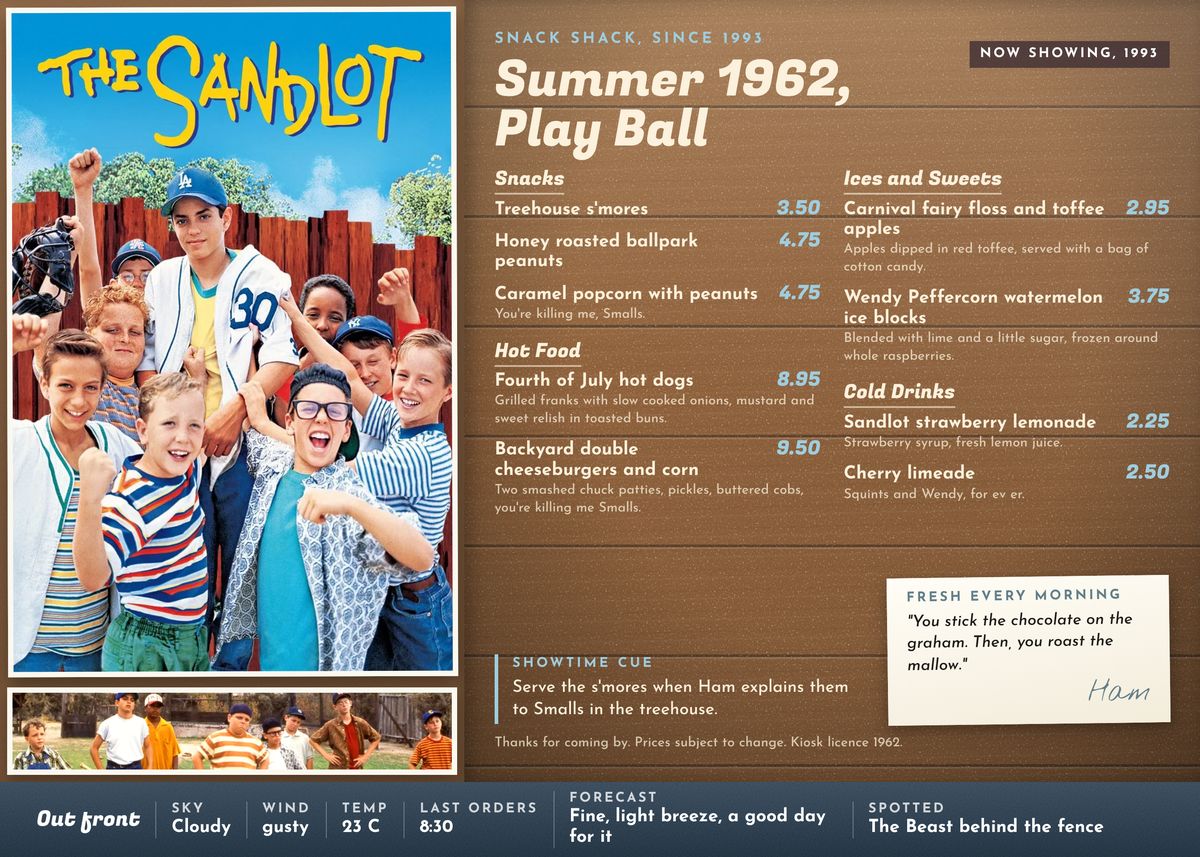 THE SANDLOT
LA
30
SNACK SHACK, SINCE 1993
NOW SHOWING, 1993
Summer 1962,
Play Ball
Snacks
Treehouse s'mores 3.50
Honey roasted ballpark 4.75
peanuts
Caramel popcorn with peanuts 4.75
You're killing me, Smalls.
Hot Food
Fourth of July hot dogs 8.95
Grilled franks with slow cooked onions, mustard and
sweet relish in toasted buns.
Backyard double 9.50
cheeseburgers and corn
Two smashed chuck patties, pickles, buttered cobs,
you're killing me Smalls.
Ices and Sweets
Carnival fairy floss and toffee 2.95
apples
Apples dipped in red toffee, served with a bag of
cotton candy.
Wendy Peffercorn watermelon 3.75
ice blocks
Blended with lime and a little sugar, frozen around
whole raspberries.
Cold Drinks
Sandlot strawberry lemonade 2.25
Strawberry syrup, fresh lemon juice.
Cherry limeade 2.50
Squints and Wendy, for ev er.
FRESH EVERY MORNING
"You stick the chocolate on the
graham. Then, you roast the
mallow."
Ham
SHOWTIME CUE
Serve the s'mores when Ham explains them
to Smalls in the treehouse.
Thanks for coming by. Prices subject to change. Kiosk licence 1962.
Out front
SKY
Cloudy
WIND
gusty
TEMP
23 C
LAST ORDERS
8:30
FORECAST
Fine, light breeze, a good day
for it
SPOTTED
The Beast behind the fence